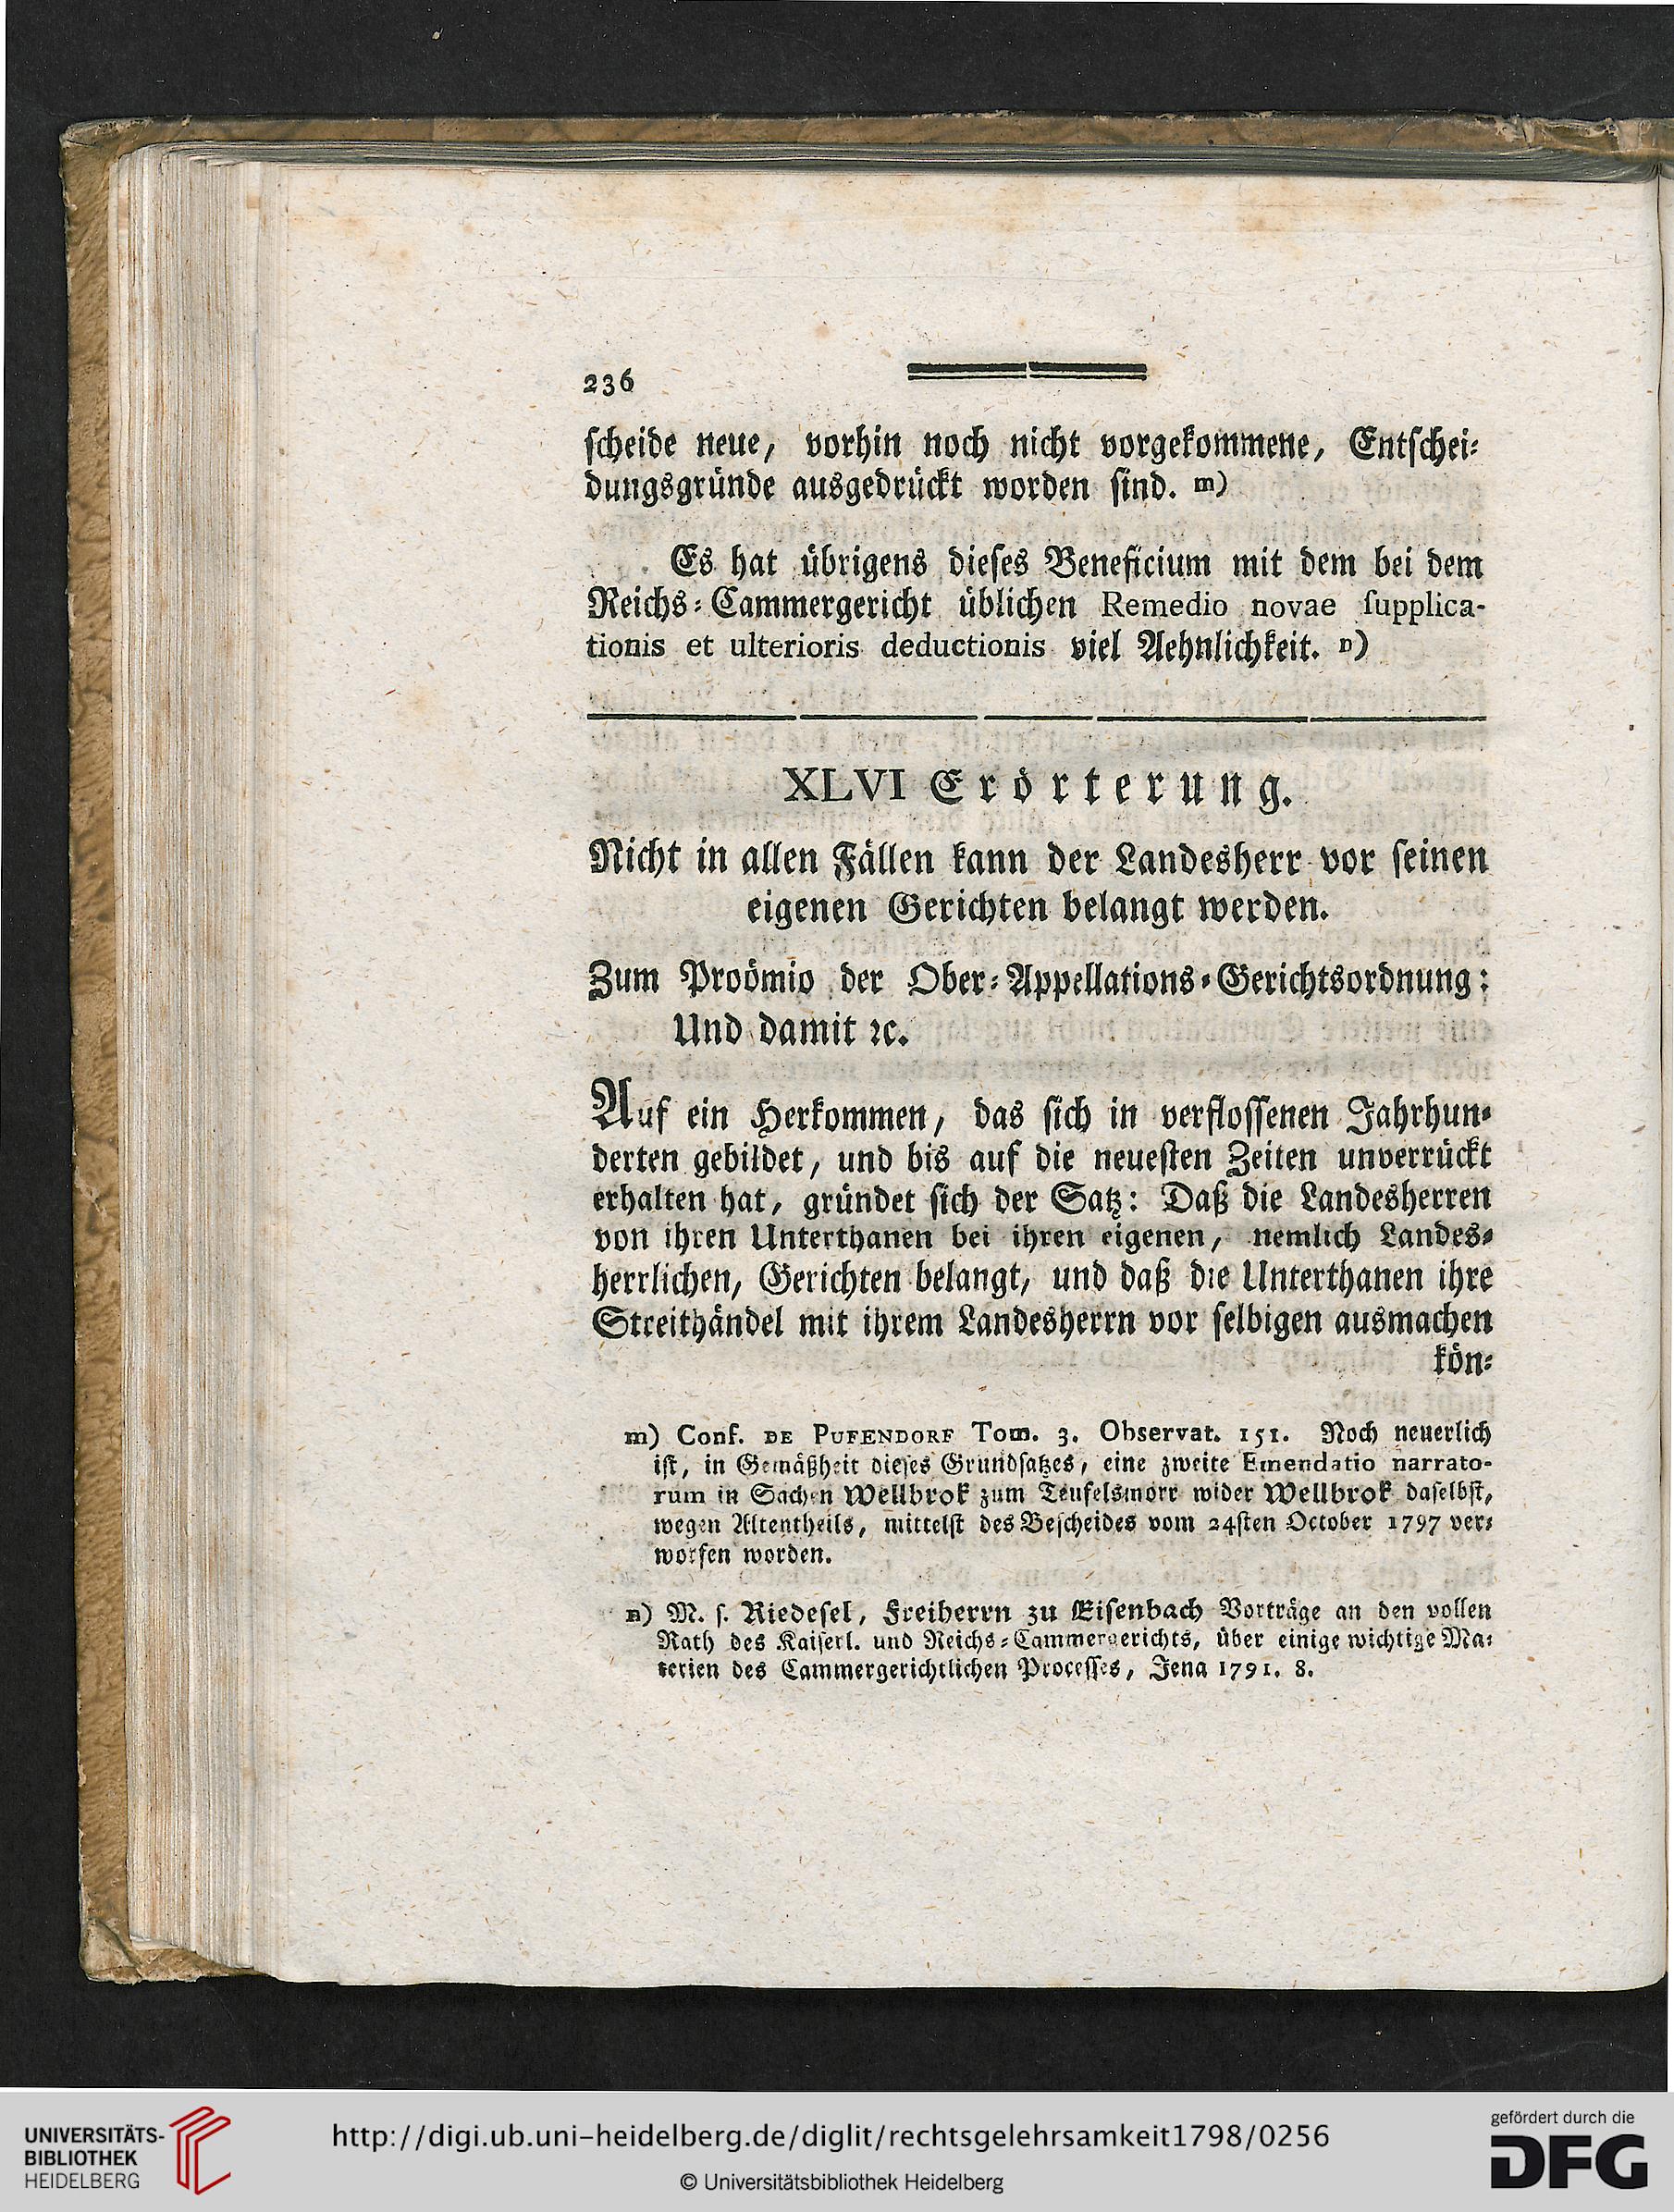 236
ſcheide neue, vorhin noch nicht vorgekommene, Entſchei-
dungsgründe ausgedrückt worden ſind. m)
Es hat übrigens dieſes Beneficium mit dem bei dem
Reichs-Cammergericht üblichen Remedio novae ſupplica-
tionis et ulterioris deductionis viel Aehnlichkeit. n)
XLVI Erörterung.
Nicht in allen Fällen kann der Landesherr vor ſeinen
eigenen Gerichten belangt werden.
Zum Proömio der Ober-Appellations-Gerichtsordnung:
Und damit ꝛc.
Auf ein Herkommen, das ſich in verfloſſenen Jahrhun-
derten gebildet, und bis auf die neueſten Zeiten unverrückt
erhalten hat, gründet ſich der Satz: Daß die Landesherren
von ihren Unterthanen bei ihren eigenen, nemlich Landes-
herrlichen, Gerichten belangt, und daß die Unterthanen ihre
Streithändel mit ihrem Landesherrn vor ſelbigen ausmachen
kön-
m) Conf. DE PUFENDORF Tom. 3. Obſervat. 151. Noch neuerlich
iſt, in Gemäßheit dieſes Grundſatzes, eine zweite Emendatio narrato-
rum in Sachen Wellbrok zum Teufelsmorr wider Wellbrok daſelbſt,
wegen Altentheils, mittelſt des Beſcheides vom 24ſten October 1797 ver-
worfen worden.
n) M. ſ. Riedeſel, Freiherrn zu Eiſenbach Vorträge an den vollen
Rath des Kaiſerl. und Reichs-Cammergerichts, über einige wichtige Ma-
terien des Cammergerichtlichen Proceſſes, Jena 1791. 8.
UNIVERSITÄTS-
BIBLIOTHEK
HEIDELBERG
http://digi.ub.uni-heidelberg.de/diglit/rechtsgelehrsamkeit1798/0256
© Universitätsbibliothek Heidelberg
gefördert durch die
DFG